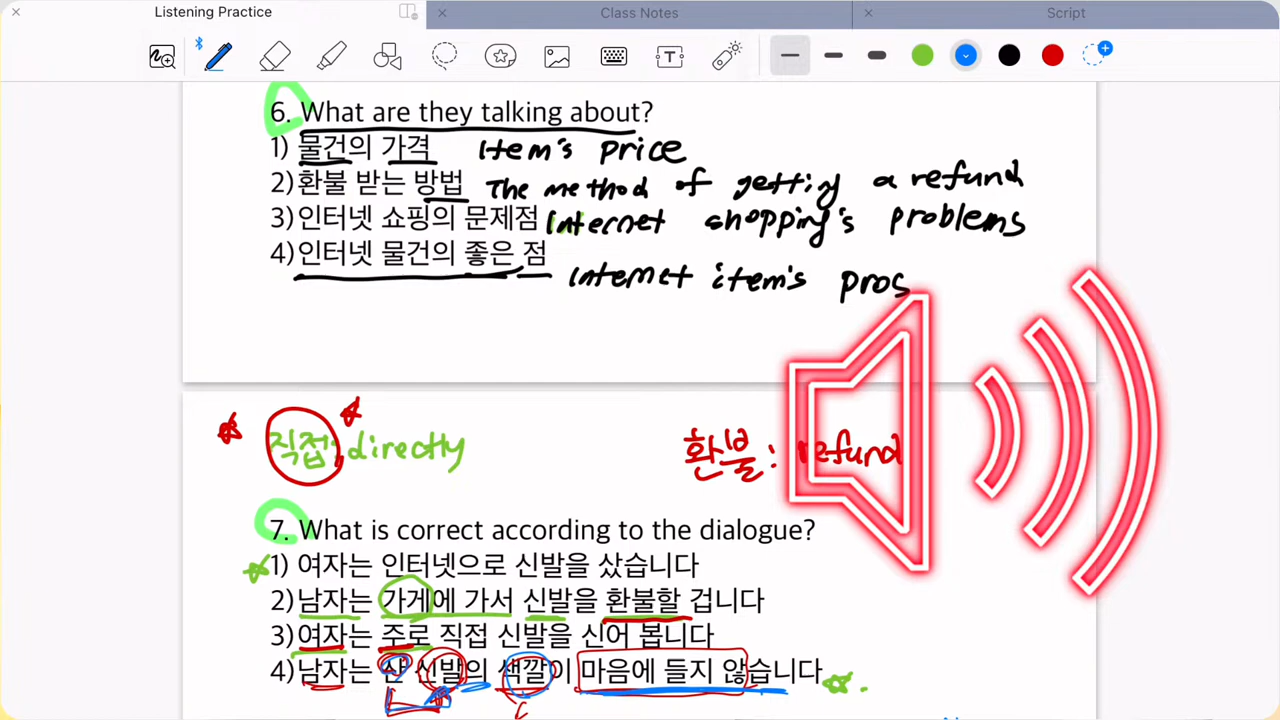 Listening Practice
Class Notes
Script
6. What are they talking about?
1) 물건의 가격 Item's price
2)환불 받는 방법 The method of getting a refund
3)인터넷 쇼핑의 문제점 Internet shopping's problems
4)인터넷 물건의 좋은 점 Internet item's pros
직접; directly
환불: refund
7. What is correct according to the dialogue?
1) 여자는 인터넷으로 신발을 샀습니다
2)남자는 가게에 가서 신발을 환불할 겁니다
3)여자는 주로 직접 신발을 신어 봅니다
4)남자는 산 신발의 색깔이 마음에 들지 않습니다